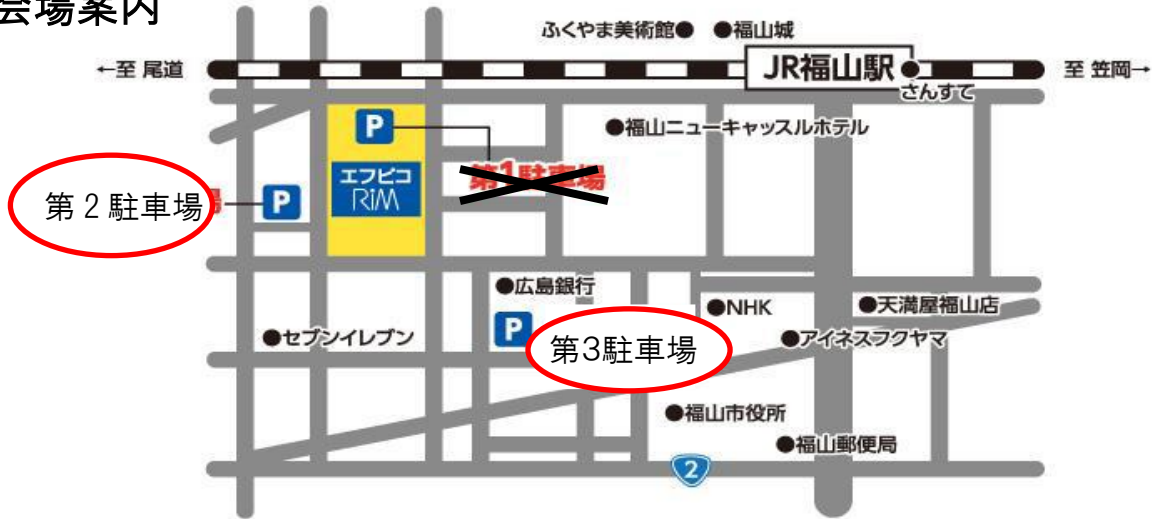 会場案内
ふくやま美術館● ●福山城
←至 尾道
JR福山駅
至 笠岡→
さんすて
P
●福山ニューキャッスルホテル
第1駐車場
エフピコ
RiM
第２駐車場
場
P
●広島銀行
●NHK
●天満屋福山店
P
●セブンイレブン
第3駐車場
●アイネスフクヤマ
●福山市役所
●福山郵便局
2